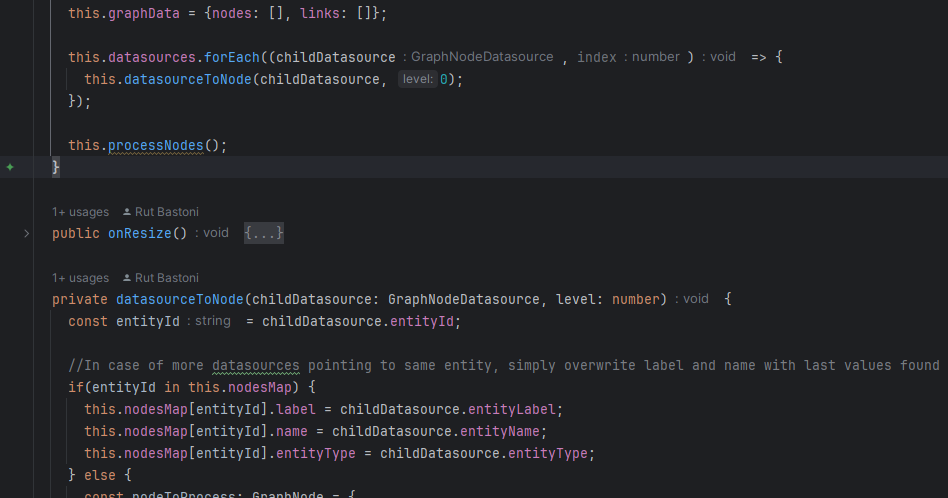 this.graphData = {nodes: [], links: []};
this.datasources.forEach((childDatasource : GraphNodeDatasource , index : number ) : void => {
this.datasourceToNode(childDatasource, level: 0);
});
this.processNodes();
}
1+ usages Rut Bastoni
public onResize() : void {...}
1+ usages Rut Bastoni
private datasourceToNode(childDatasource: GraphNodeDatasource, level: number) : void {
const entityId : string = childDatasource.entityId;
//In case of more datasources pointing to same entity, simply overwrite label and name with last values found
if(entityId in this.nodesMap) {
this.nodesMap[entityId].label = childDatasource.entityLabel;
this.nodesMap[entityId].name = childDatasource.entityName;
this.nodesMap[entityId].entityType = childDatasource.entityType;
} else {
const nodeToProcess: GraphNode = {